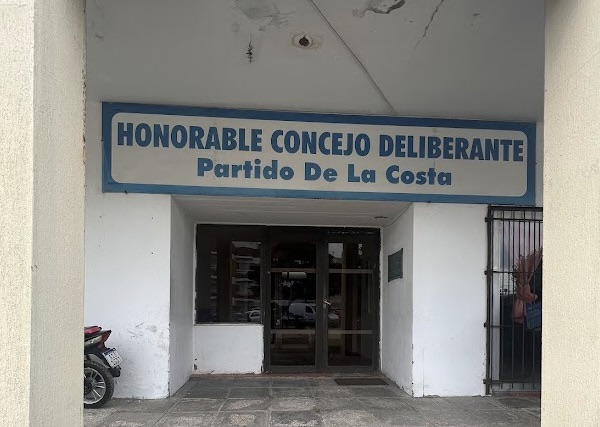 HONORABLE CONCEJO DELIBERANTE
Partido De La Costa